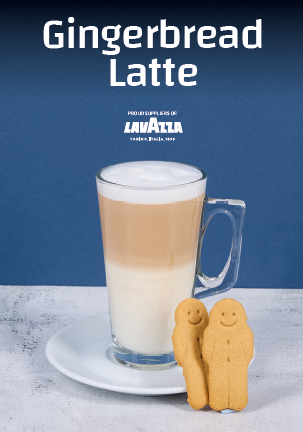 Gingerbread
Latte
PROUD SUPPLIERS OF
LAVAZZA
TORINO, ITALIA, 1895